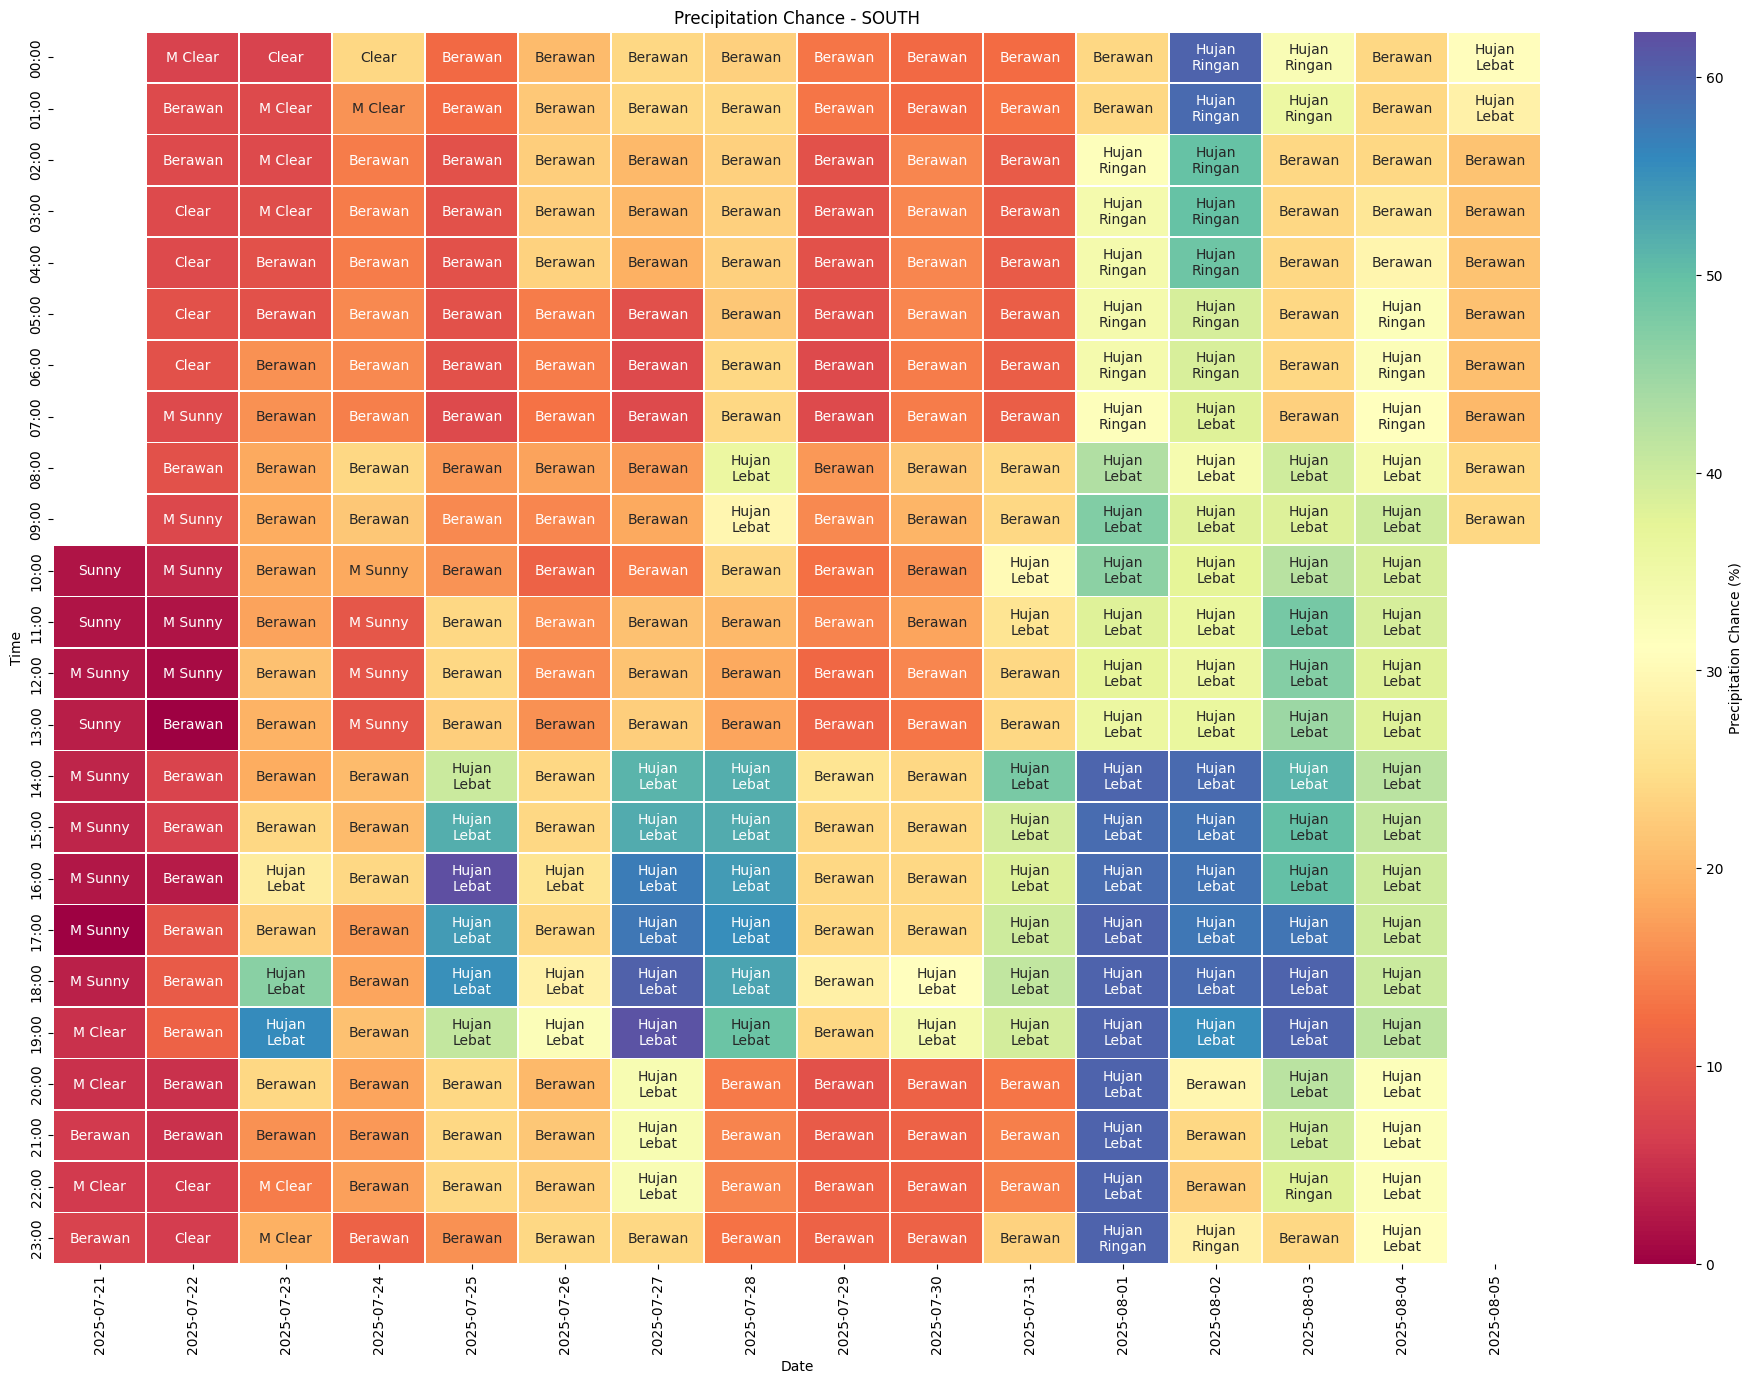 Precipitation Chance - SOUTH
00:00 M Clear Clear Clear Berawan Berawan Berawan Berawan Berawan Berawan Berawan Berawan Hujan Ringan Hujan Ringan Berawan Hujan Lebat
01:00 Berawan M Clear M Clear Berawan Berawan Berawan Berawan Berawan Berawan Berawan Berawan Hujan Ringan Hujan Ringan Berawan Hujan Lebat
02:00 Berawan M Clear Berawan Berawan Berawan Berawan Berawan Berawan Berawan Berawan Hujan Ringan Hujan Ringan Berawan Berawan Berawan
03:00 Clear M Clear Berawan Berawan Berawan Berawan Berawan Berawan Berawan Berawan Hujan Ringan Hujan Ringan Berawan Berawan Berawan
04:00 Clear Berawan Berawan Berawan Berawan Berawan Berawan Berawan Berawan Berawan Hujan Ringan Hujan Ringan Berawan Berawan Berawan
05:00 Clear Berawan Berawan Berawan Berawan Berawan Berawan Berawan Berawan Berawan Hujan Ringan Hujan Ringan Berawan Hujan Ringan Berawan
06:00 Clear Berawan Berawan Berawan Berawan Berawan Berawan Berawan Berawan Berawan Hujan Ringan Hujan Ringan Berawan Hujan Ringan Berawan
07:00 M Sunny Berawan Berawan Berawan Berawan Berawan Berawan Berawan Berawan Berawan Hujan Ringan Hujan Lebat Berawan Hujan Ringan Berawan
08:00 Berawan Berawan Berawan Berawan Berawan Berawan Hujan Lebat Berawan Berawan Berawan Hujan Lebat Hujan Lebat Hujan Lebat Hujan Lebat Berawan
09:00 M Sunny Berawan Berawan Berawan Berawan Berawan Hujan Lebat Berawan Berawan Berawan Hujan Lebat Hujan Lebat Hujan Lebat Hujan Lebat Berawan
10:00 Sunny M Sunny Berawan M Sunny Berawan Berawan Berawan Berawan Berawan Berawan Hujan Lebat Hujan Lebat Hujan Lebat Hujan Lebat Hujan Lebat
11:00 Sunny M Sunny Berawan M Sunny Berawan Berawan Berawan Berawan Berawan Berawan Hujan Lebat Hujan Lebat Hujan Lebat Hujan Lebat Hujan Lebat
12:00 M Sunny M Sunny Berawan M Sunny Berawan Berawan Berawan Berawan Berawan Berawan Berawan Hujan Lebat Hujan Lebat Hujan Lebat Hujan Lebat
13:00 Sunny Berawan Berawan M Sunny Berawan Berawan Berawan Berawan Berawan Berawan Berawan Hujan Lebat Hujan Lebat Hujan Lebat Hujan Lebat
14:00 M Sunny Berawan Berawan Berawan Hujan Lebat Berawan Hujan Lebat Hujan Lebat Berawan Berawan Hujan Lebat Hujan Lebat Hujan Lebat Hujan Lebat Hujan Lebat
15:00 M Sunny Berawan Berawan Berawan Hujan Lebat Berawan Hujan Lebat Hujan Lebat Berawan Berawan Hujan Lebat Hujan Lebat Hujan Lebat Hujan Lebat Hujan Lebat
16:00 M Sunny Berawan Hujan Lebat Berawan Hujan Lebat Hujan Lebat Hujan Lebat Hujan Lebat Berawan Berawan Hujan Lebat Hujan Lebat Hujan Lebat Hujan Lebat Hujan Lebat
17:00 M Sunny Berawan Berawan Berawan Hujan Lebat Berawan Hujan Lebat Hujan Lebat Berawan Berawan Hujan Lebat Hujan Lebat Hujan Lebat Hujan Lebat Hujan Lebat
18:00 M Sunny Berawan Hujan Lebat Berawan Hujan Lebat Hujan Lebat Hujan Lebat Hujan Lebat Berawan Hujan Lebat Hujan Lebat Hujan Lebat Hujan Lebat Hujan Lebat Hujan Lebat
19:00 M Clear Berawan Hujan Lebat Berawan Hujan Lebat Hujan Lebat Hujan Lebat Hujan Lebat Berawan Hujan Lebat Hujan Lebat Hujan Lebat Hujan Lebat Hujan Lebat Hujan Lebat
20:00 M Clear Berawan Berawan Berawan Berawan Berawan Hujan Lebat Berawan Berawan Berawan Berawan Hujan Lebat Berawan Hujan Lebat Hujan Lebat
21:00 Berawan Berawan Berawan Berawan Berawan Berawan Hujan Lebat Berawan Berawan Berawan Berawan Hujan Lebat Berawan Hujan Lebat Hujan Lebat
22:00 M Clear Clear M Clear Berawan Berawan Berawan Hujan Lebat Berawan Berawan Berawan Berawan Hujan Lebat Berawan Hujan Ringan Hujan Lebat
23:00 Berawan Clear M Clear Berawan Berawan Berawan Berawan Berawan Berawan Berawan Berawan Hujan Ringan Hujan Ringan Berawan Hujan Lebat
Time
2025-07-21 2025-07-22 2025-07-23 2025-07-24 2025-07-25 2025-07-26 2025-07-27 2025-07-28 2025-07-29 2025-07-30 2025-07-31 2025-08-01 2025-08-02 2025-08-03 2025-08-04 2025-08-05
Date
60
50
40
30
20
10
0
Precipitation Chance (%)